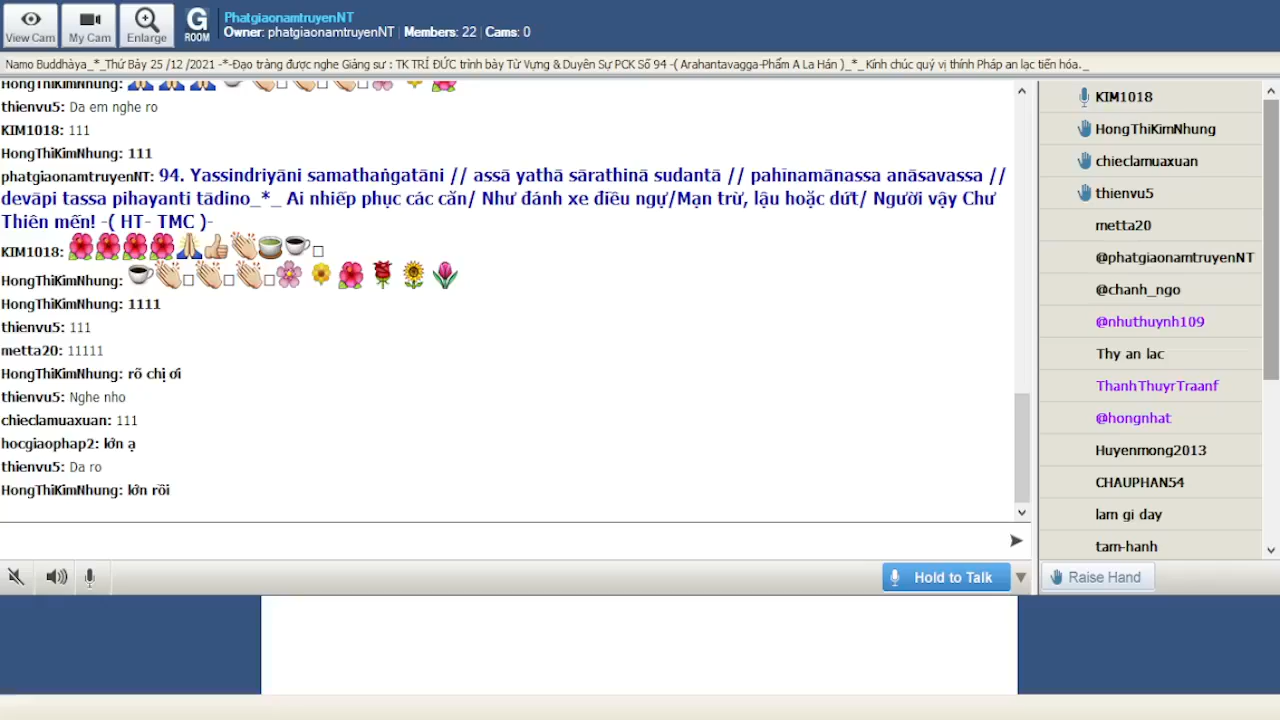 View Cam
My Cam
Enlarge
G
ROOM
PhatgiaonamtruyenNT
Owner: phatgiaonamtruyenNT | Members: 22 | Cams: 0
Namo Buddhàya_*_Thứ Bảy 25 /12 /2021 -*-Đạo tràng được nghe Giảng sư : TK TRÍ ĐỨC trình bày Từ Vựng & Duyên Sự PCK Số 94 -( Arahantavagga-Phẩm A La Hán )_*_ Kính chúc quý vị thính Pháp an lạc tiến hóa._
HongThiKimNhung:
thienvu5: Da em nghe ro
KIM1018: 111
HongThiKimNhung: 111
phatgiaonamtruyenNT: 94. Yassindriyāni samathaṅgatāni // assā yathā sārathinā sudantā // pahīnamānassa anāsavassa //
devāpi tassa pihayanti tādino_*_ Ai nhiếp phục các căn/ Như đánh xe điều ngự/Mạn trừ, lậu hoặc dứt/ Người vậy Chư
Thiên mến! -( HT- TMC )-
KIM1018:
HongThiKimNhung:
HongThiKimNhung: 1111
thienvu5: 111
metta20: 11111
HongThiKimNhung: rõ chị ơi
thienvu5: Nghe nho
chieclamuaxuan: 111
hocgiaophap2: lớn ạ
thienvu5: Da ro
HongThiKimNhung: lớn rồi
Hold to Talk
KIM1018
HongThiKimNhung
chieclamuaxuan
thienvu5
metta20
@phatgiaonamtruyenNT
@chanh_ngo
@nhuthuynh109
Thy an lac
ThanhThuyrTraanf
@hongnhat
Huyenmong2013
CHAUPHAN54
lam gi day
tam-hanh
Raise Hand